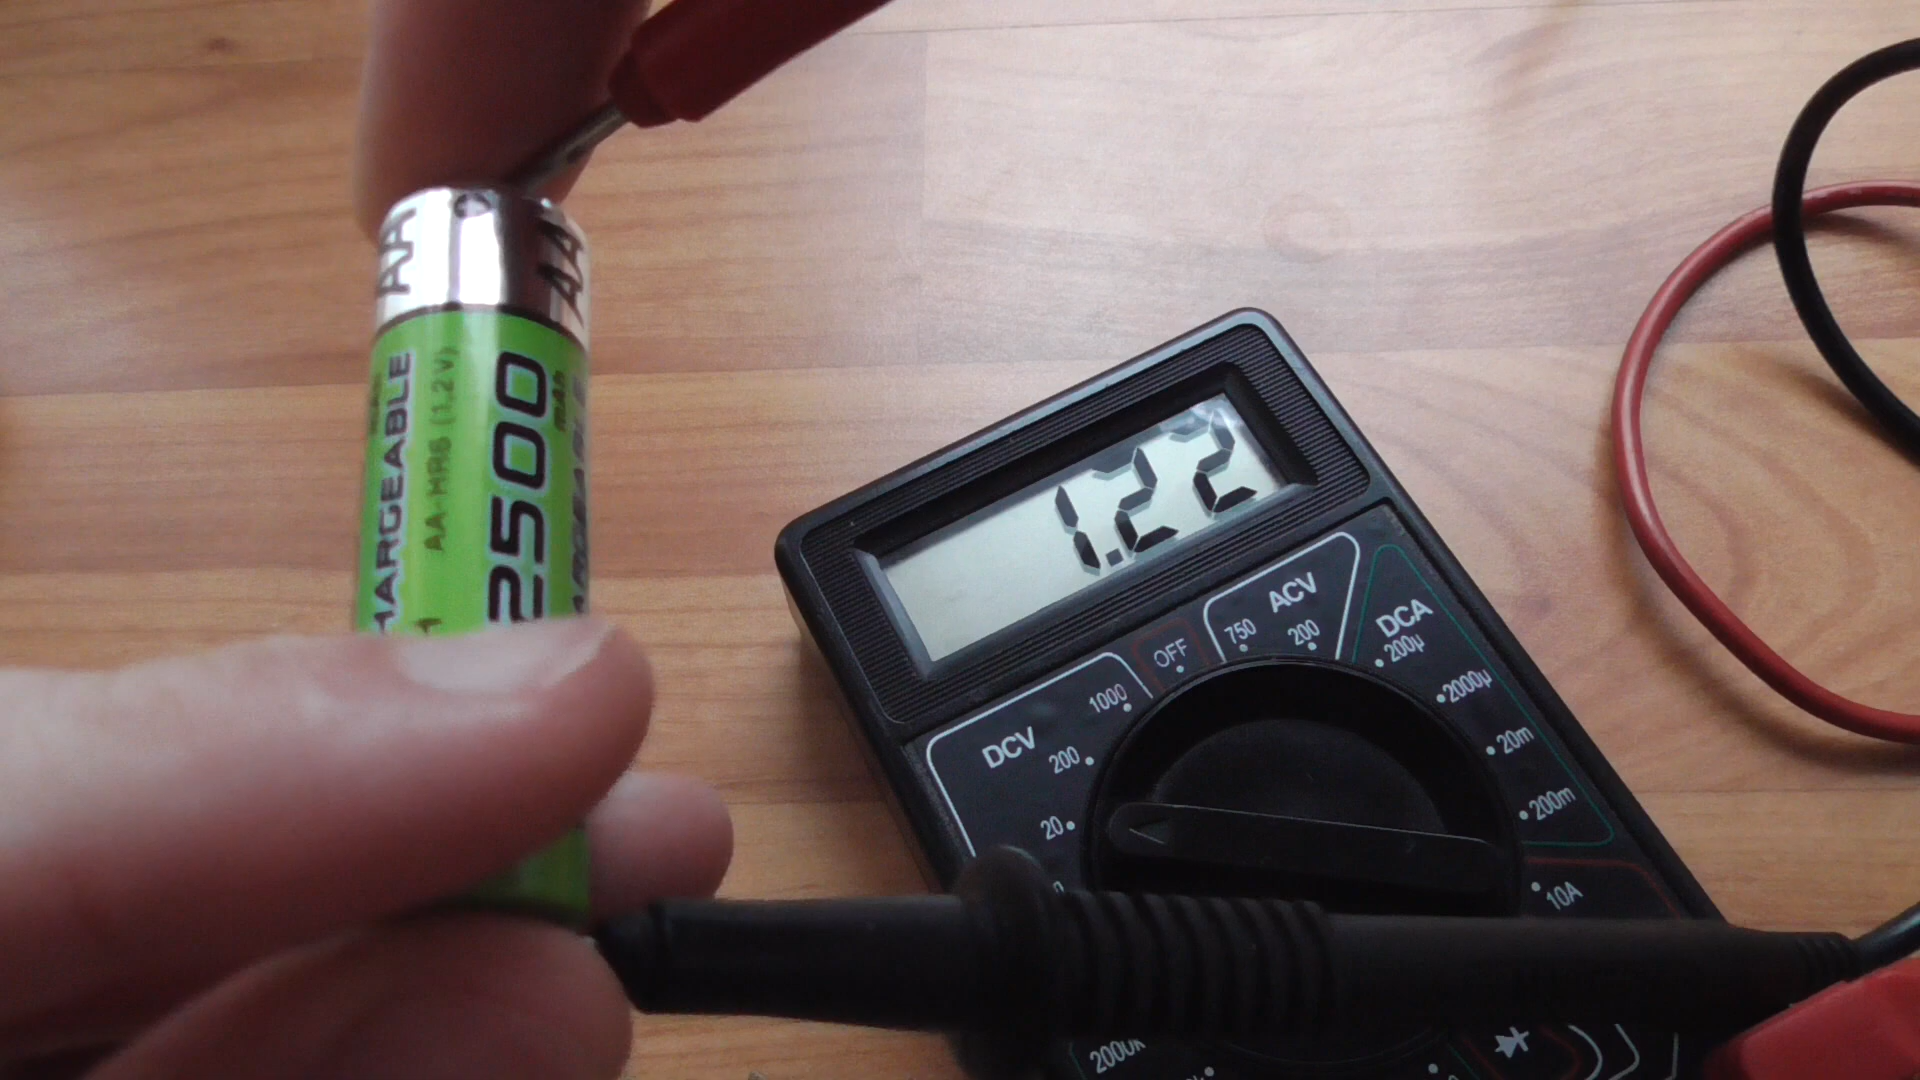 AA
AA
HARGEABLE
AA-HR6 (1.2V)
2500
mAh
1.22
DCV
1000
200
20
OFF
ACV
750
200
DCA
200µ
2000µ
20m
200m
10A
2000k